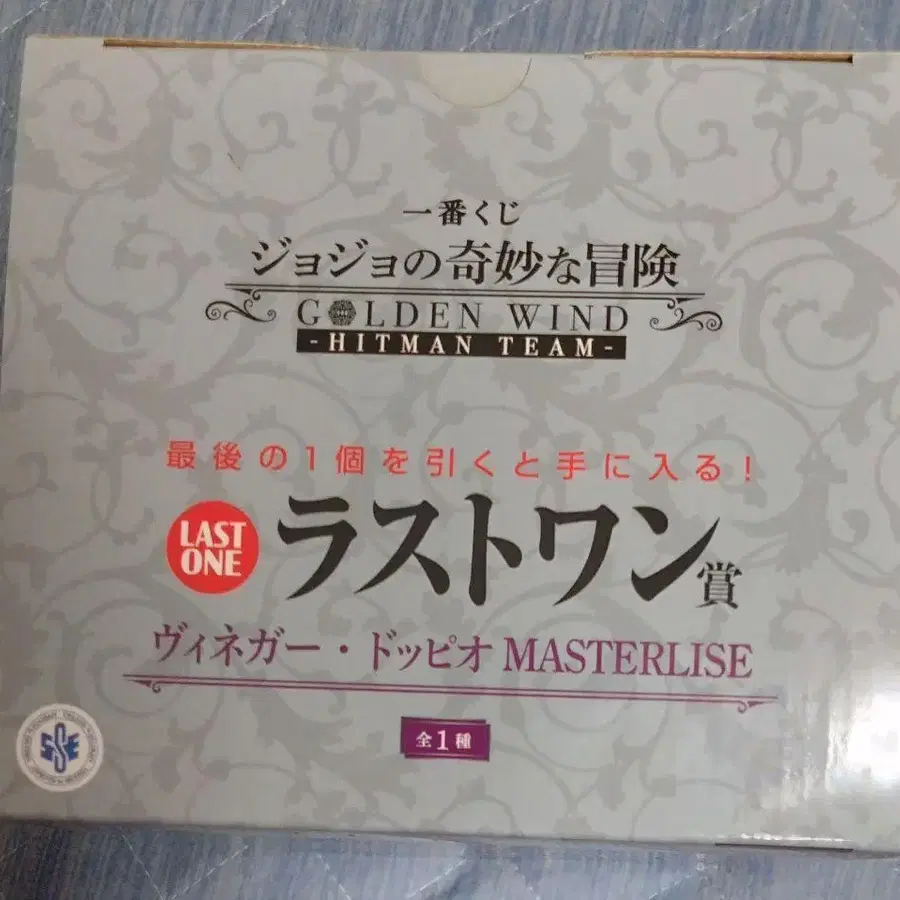 一番くじ
ジョジョの奇妙な冒険
GOLDEN WIND
-HITMAN TEAM-
最後の1個を引くと手に入る!
LAST
ONE
ラストワン賞
ヴィネガー・ドッピオ MASTERLISE
全1種